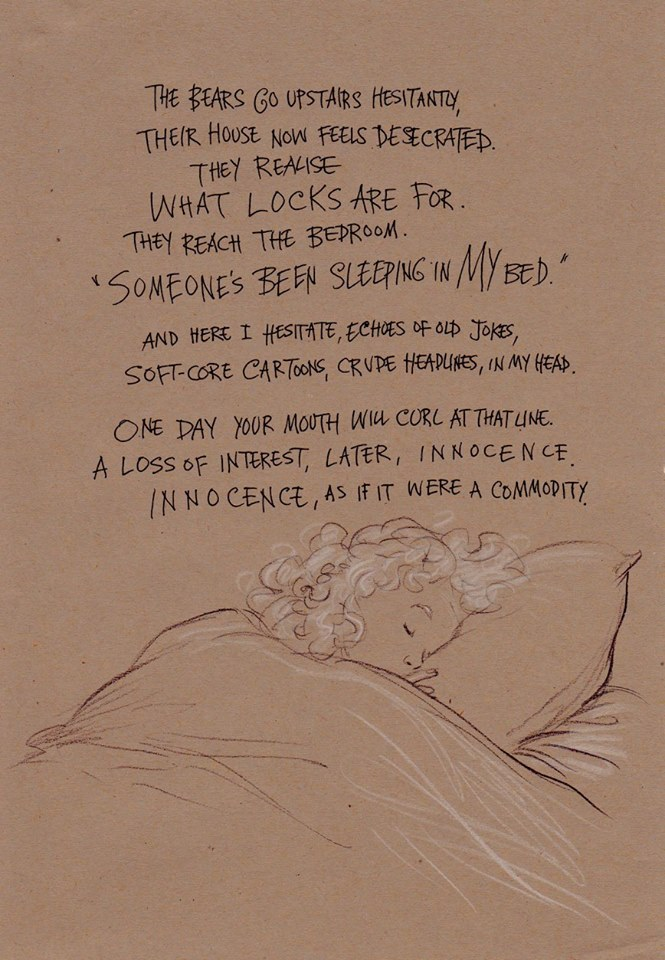 THE BEARS GO UPSTAIRS HESITANTLY,
THEIR HOUSE NOW FEELS DESECRATED.
THEY REALISE
WHAT LOCKS ARE FOR.
THEY REACH THE BEDROOM.
"SOMEONE'S BEEN SLEEPING IN MY BED."
AND HERE I HESITATE, ECHOES OF OLD JOKES,
SOFT-CORE CARTOONS, CRUDE HEADLINES, IN MY HEAD.
ONE DAY YOUR MOUTH WILL CURL AT THAT LINE.
A LOSS OF INTEREST, LATER, INNOCENCE.
INNOCENCE, AS IF IT WERE A COMMODITY.